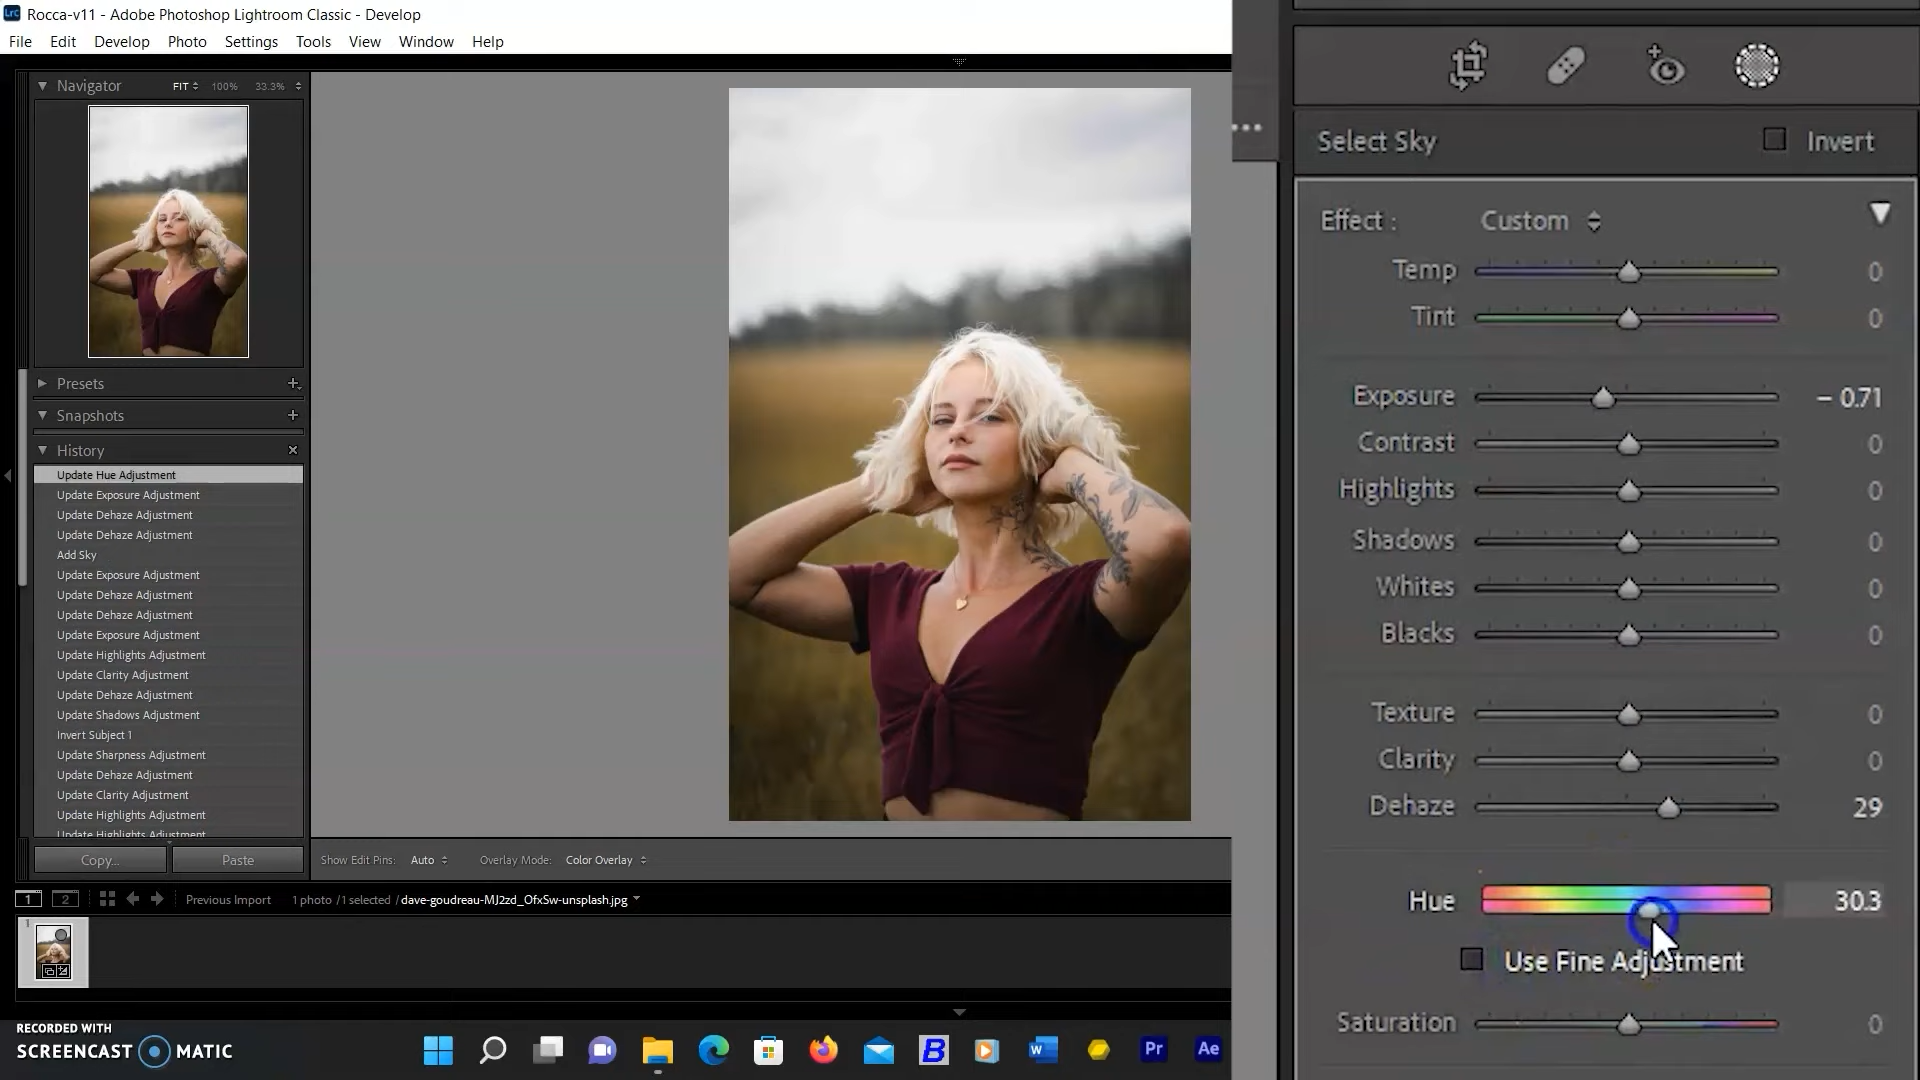 Rocca-v11 - Adobe Photoshop Lightroom Classic - Develop
File Edit Develop Photo Settings Tools View Window Help
Navigator FIT 100% 33.3%
Presets
Snapshots
History
Update Hue Adjustment
Update Exposure Adjustment
Update Dehaze Adjustment
Update Dehaze Adjustment
Add Sky
Update Exposure Adjustment
Update Dehaze Adjustment
Update Dehaze Adjustment
Update Exposure Adjustment
Update Highlights Adjustment
Update Clarity Adjustment
Update Dehaze Adjustment
Update Shadows Adjustment
Invert Subject 1
Update Sharpness Adjustment
Update Dehaze Adjustment
Update Clarity Adjustment
Update Highlights Adjustment
Update Highlights Adjustment
Copy... Paste
Show Edit Pins: Auto Overlay Mode: Color Overlay
1 2 Previous Import 1 photo / 1 selected / dave-goudreau-MJ2zd_OfxSw-unsplash.jpg
1
Select Sky Invert
Effect : Custom
Temp 0
Tint 0
Exposure – 0.71
Contrast 0
Highlights 0
Shadows 0
Whites 0
Blacks 0
Texture 0
Clarity 0
Dehaze 29
Hue 30.3
Use Fine Adjustment
Saturation 0
RECORDED WITH
SCREENCAST MATIC
B W Pr Ae